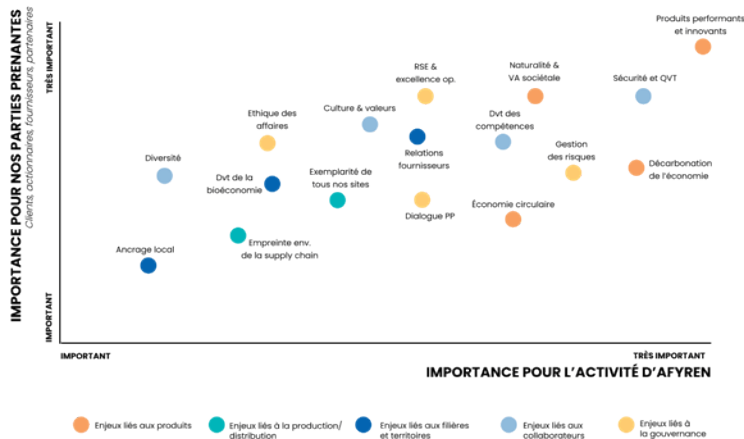 IMPORTANCE POUR NOS PARTIES PRENANTES
Clients, actionnaires, fournisseurs, partenaires
TRÈS IMPORTANT
IMPORTANT
Produits performants
et innovants
RSE &
excellence op.
Naturalité &
VA sociétale
Sécurité et QVT
Culture & valeurs
Ethique des
affaires
Dvt des
compétences
Relations
fournisseurs
Gestion
des risques
Diversité
Dvt de la
bioéconomie
Exemplarité de
tous nos sites
Décarbonation
de l'économie
Dialogue PP
Économie circulaire
Ancrage local
Empreinte env.
de la supply chain
IMPORTANT
TRÈS IMPORTANT
IMPORTANCE POUR L'ACTIVITÉ D'AFYREN
Enjeux liés aux produits
Enjeux liés à la production/
distribution
Enjeux liés aux filières
et territoires
Enjeux liés aux
collaborateurs
Enjeux liés à
la gouvernance